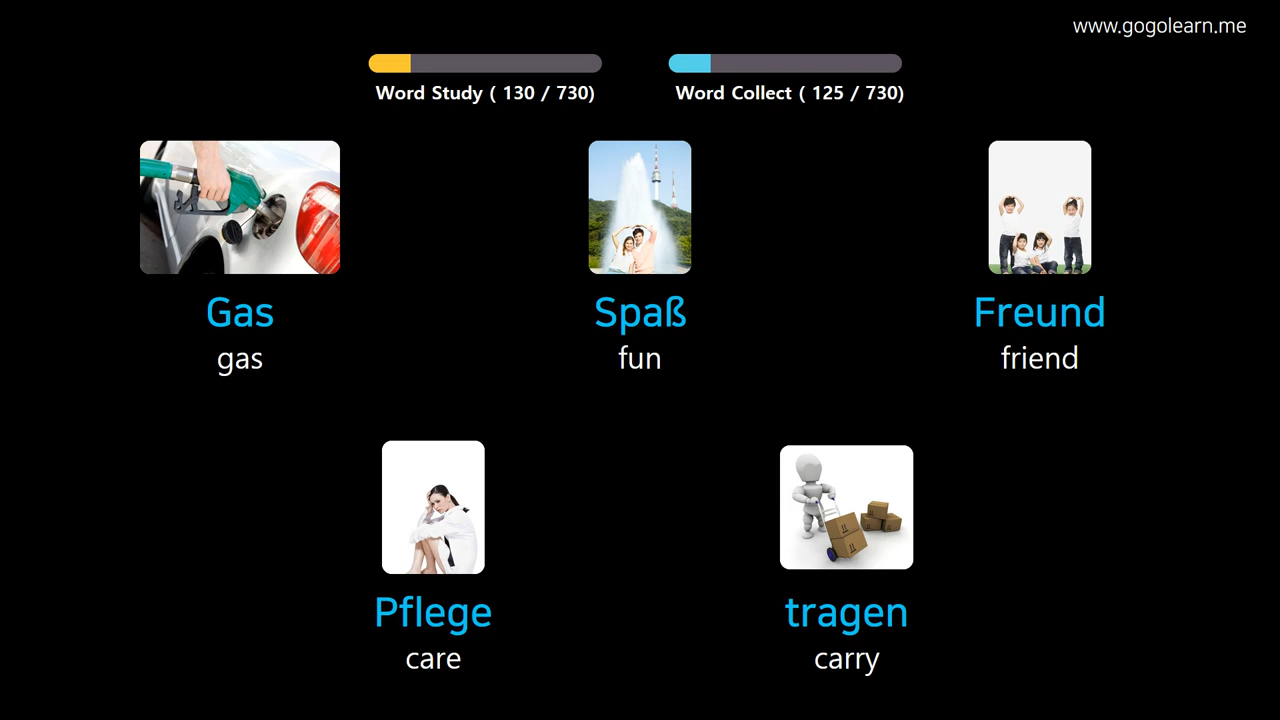 www.gogolearn.me
Word Study ( 130 / 730)
Word Collect ( 125 / 730)
Gas
gas
Spaß
fun
Freund
friend
Pflege
care
tragen
carry